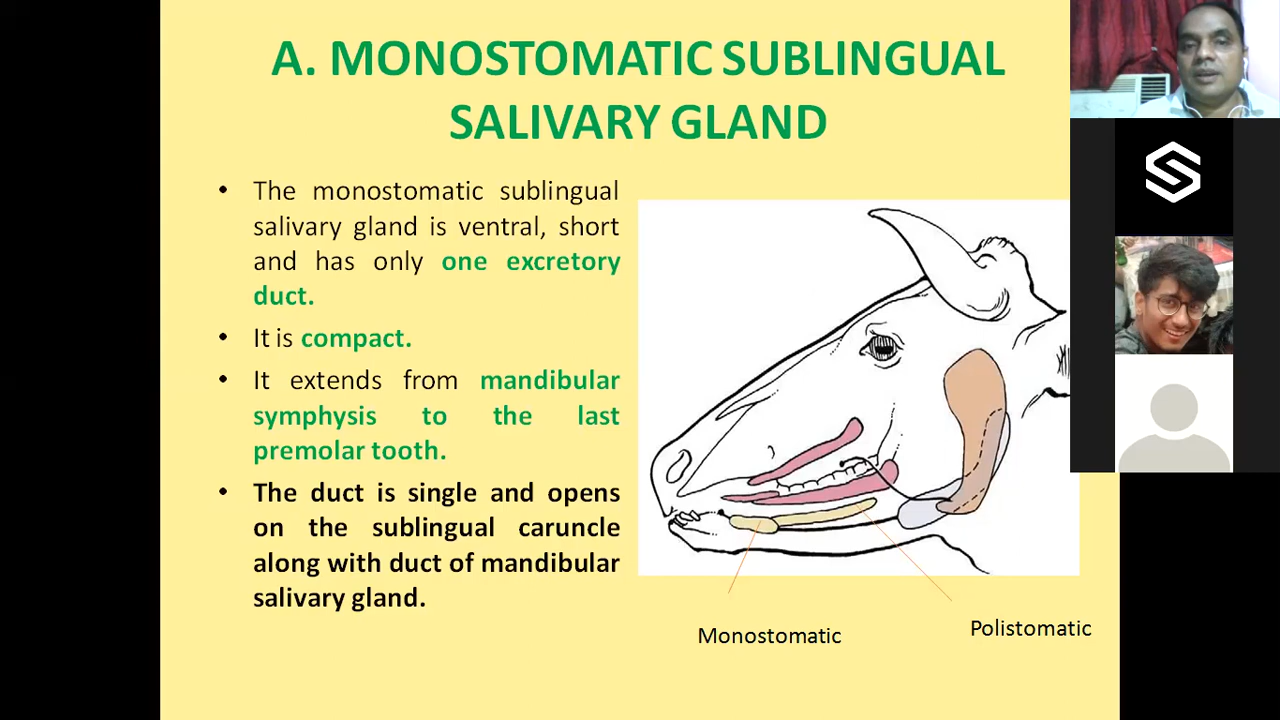 A. MONOSTOMATIC SUBLINGUAL
SALIVARY GLAND
• The monostomatic sublingual
salivary gland is ventral, short
and has only one excretory
duct.
• It is compact.
• It extends from mandibular
symphysis to the last
premolar tooth.
• The duct is single and opens
on the sublingual caruncle
along with duct of mandibular
salivary gland.
Monostomatic
Polistomatic